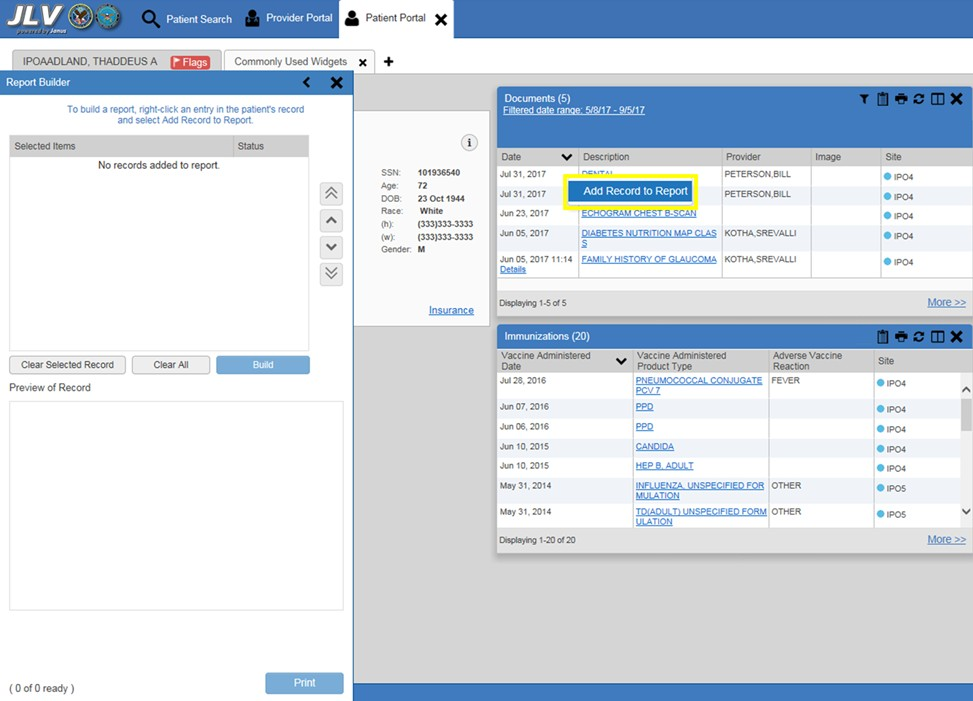 JLV
powered by Janus
Patient Search
Provider Portal
Patient Portal
IPOAADLAND, THADDEUS A
Flags
Commonly Used Widgets
Report Builder
To build a report, right-click an entry in the patient's record
and select Add Record to Report.
Selected Items Status
No records added to report.
Clear Selected Record Clear All Build
Preview of Record
( 0 of 0 ready )
Print
SSN: 101936540
Age: 72
DOB: 23 Oct 1944
Race: White
(h): (333)333-3333
(w): (333)333-3333
Gender: M
Insurance
Documents (5)
Filtered date range: 5/8/17 - 9/5/17
Date Description Provider Image Site
Jul 31, 2017 DENTAL PETERSON,BILL IPO4
Add Record to Report
Jul 31, 2017 PETERSON,BILL IPO4
Jun 23, 2017 ECHOGRAM CHEST B-SCAN IPO4
Jun 05, 2017 DIABETES NUTRITION MAP CLAS KOTHA,SREVALLI IPO4
S
Jun 05, 2017 11:14 FAMILY HISTORY OF GLAUCOMA KOTHA,SREVALLI IPO4
Details
Displaying 1-5 of 5 More >>
Immunizations (20)
Vaccine Administered Vaccine Administered Adverse Vaccine Site
Date Product Type Reaction
Jul 28, 2016 PNEUMOCOCCAL CONJUGATE FEVER IPO4
PCV 7
Jun 07, 2016 PPD IPO4
Jun 06, 2016 PPD IPO4
Jun 10, 2015 CANDIDA IPO4
Jun 10, 2015 HEP B, ADULT IPO4
May 31, 2014 INFLUENZA, UNSPECIFIED FOR OTHER IPO5
MULATION
May 31, 2014 TD(ADULT) UNSPECIFIED FORM OTHER IPO5
ULATION
Displaying 1-20 of 20 More >>